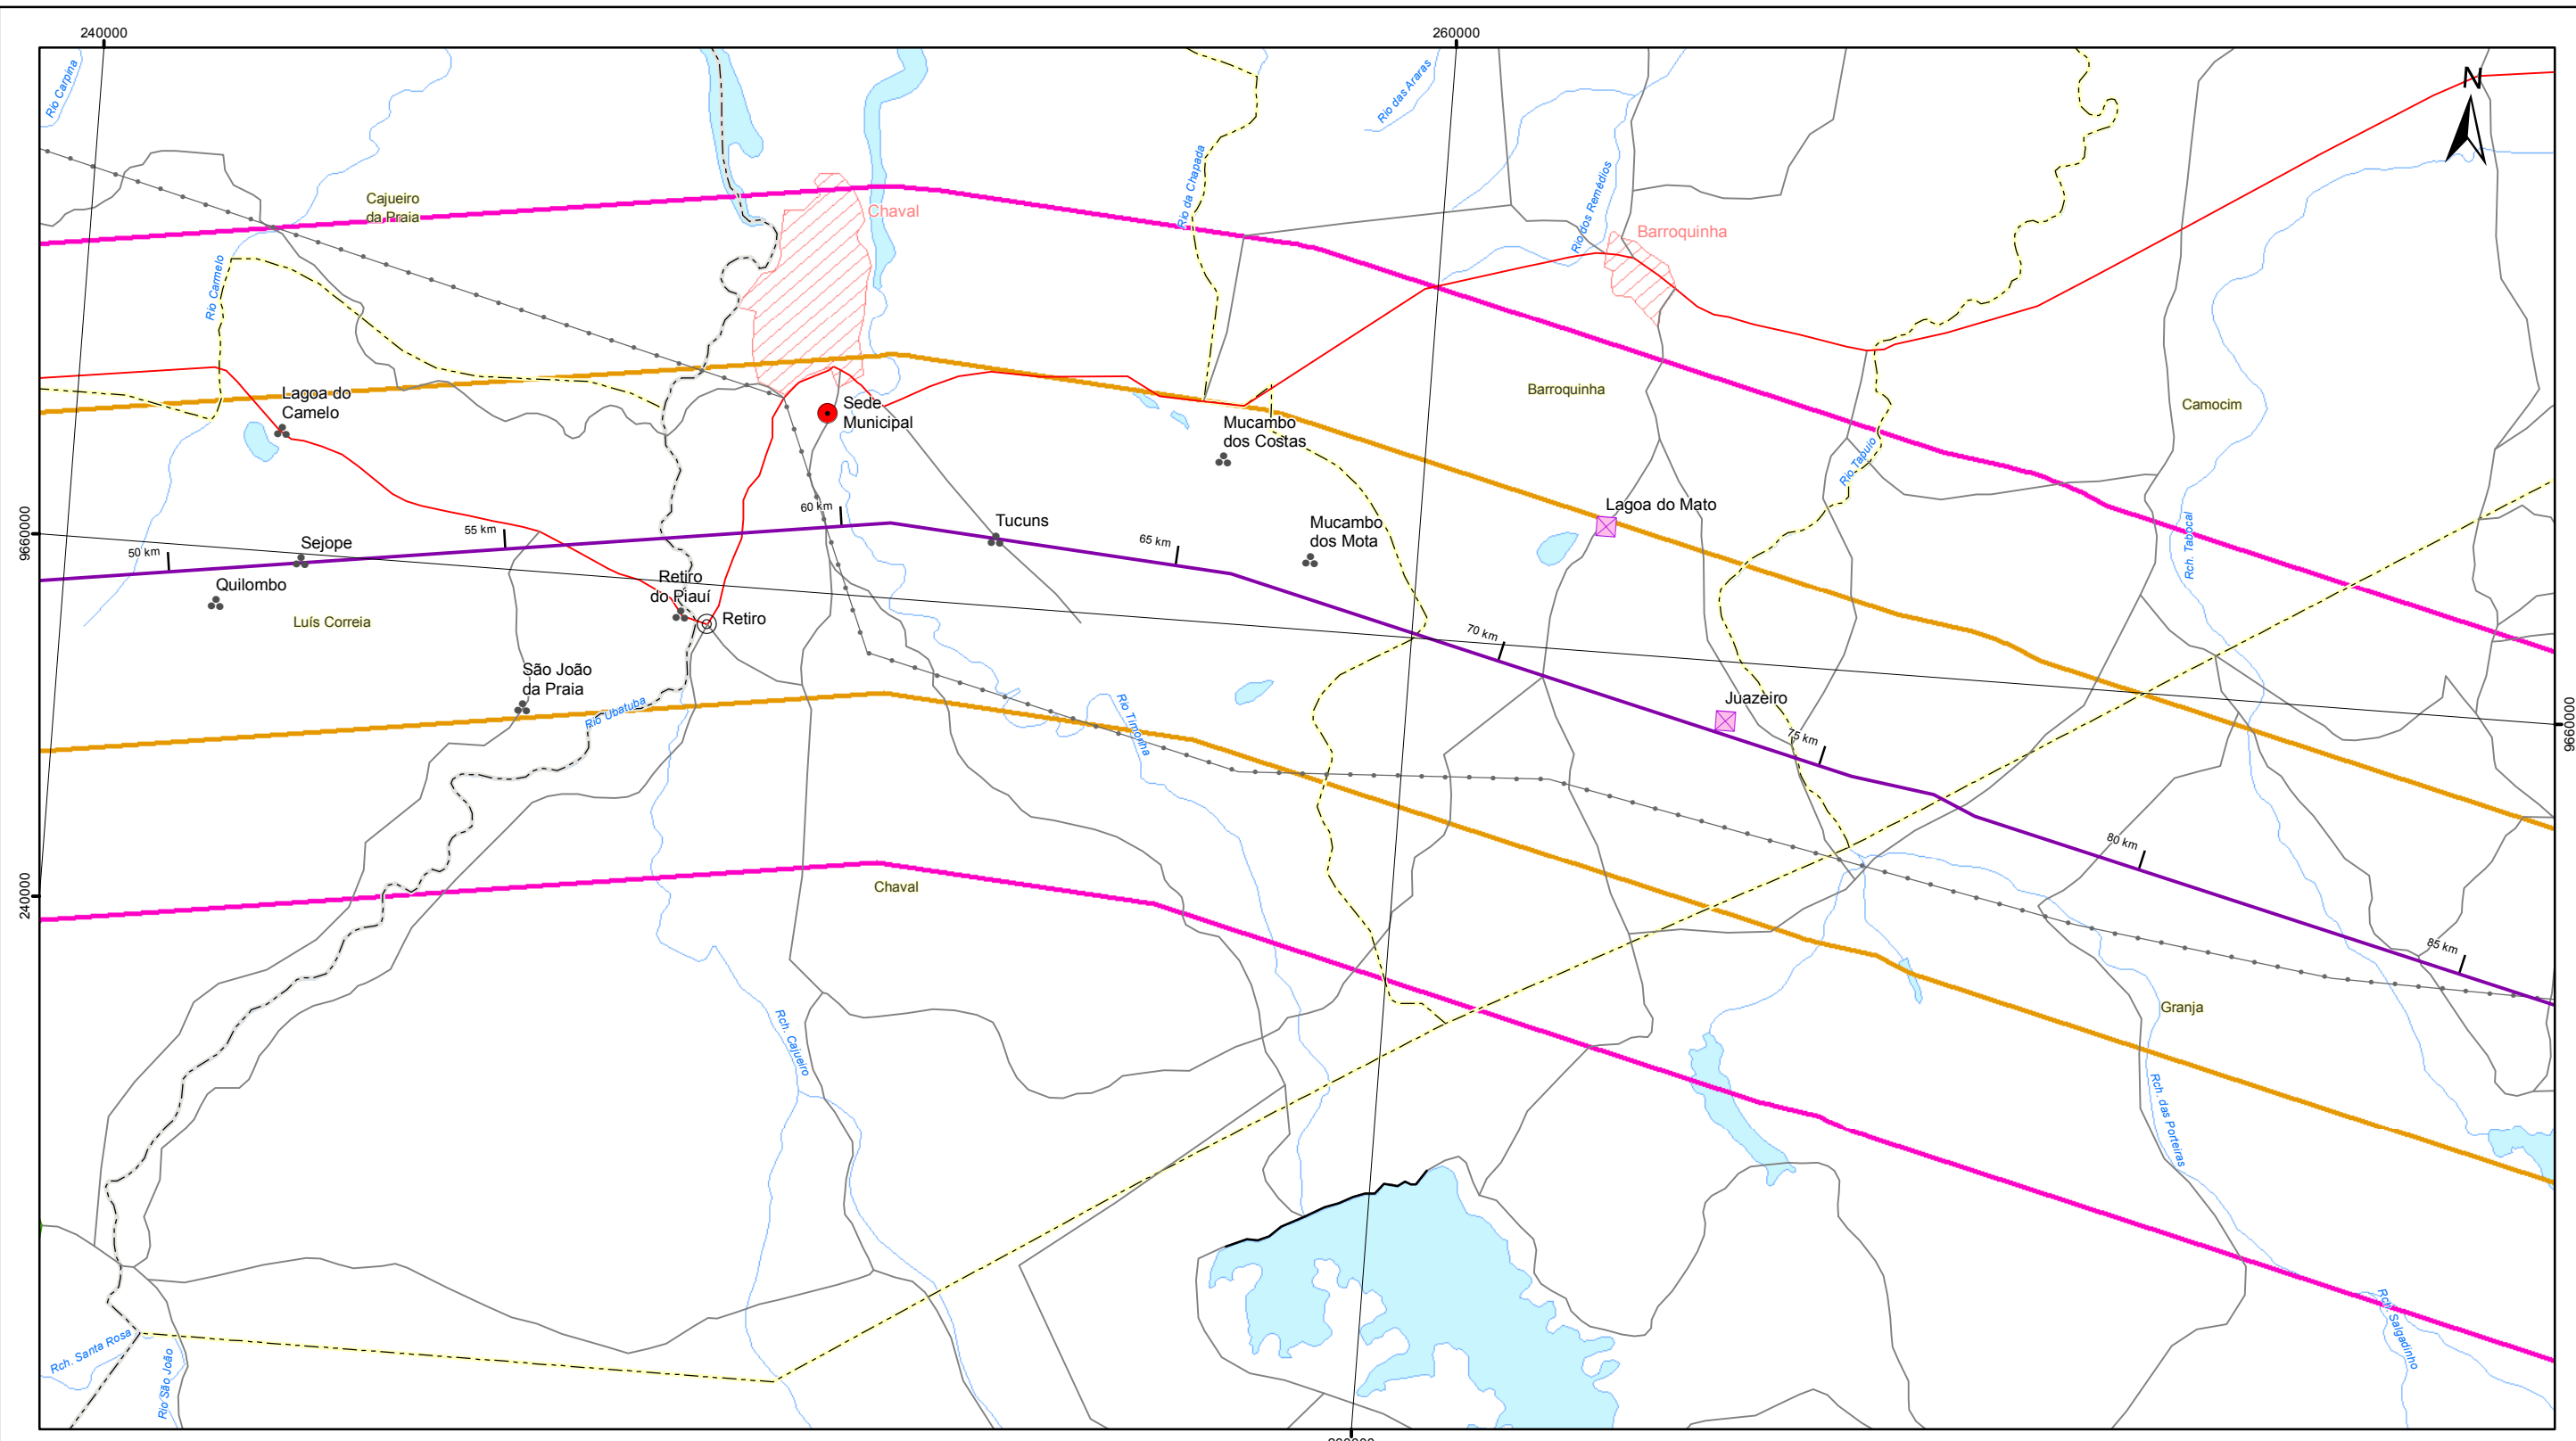 240000
260000
Rio Carpina
Rio das Araras
N
Rio da Chapada
Rio dos Remédios
Cajueiro
da Praia
Chaval
Barroquinha
Rio Carmelo
Lagoa do
Camelo
Sede
Municipal
Barroquinha
Camocim
Mucambo
dos Costas
Rio Tapuio
9660000
50 km
55 km
60 km
65 km
70 km
75 km
80 km
85 km
Sejope
Quilombo
Luís Correia
Tucuns
Mucambo
dos Mota
Lagoa do Mato
Rch. Tabocal
Retiro
do Piauí
Retiro
São João
da Praia
Rio Ubatuba
Rio Timonha
Juazeiro
9660000
240000
Chaval
Granja
Rch. Cajueiro
Rch. das Porteiras
Rch. Santa Rosa
Rio São João
Rch. Salgadinho